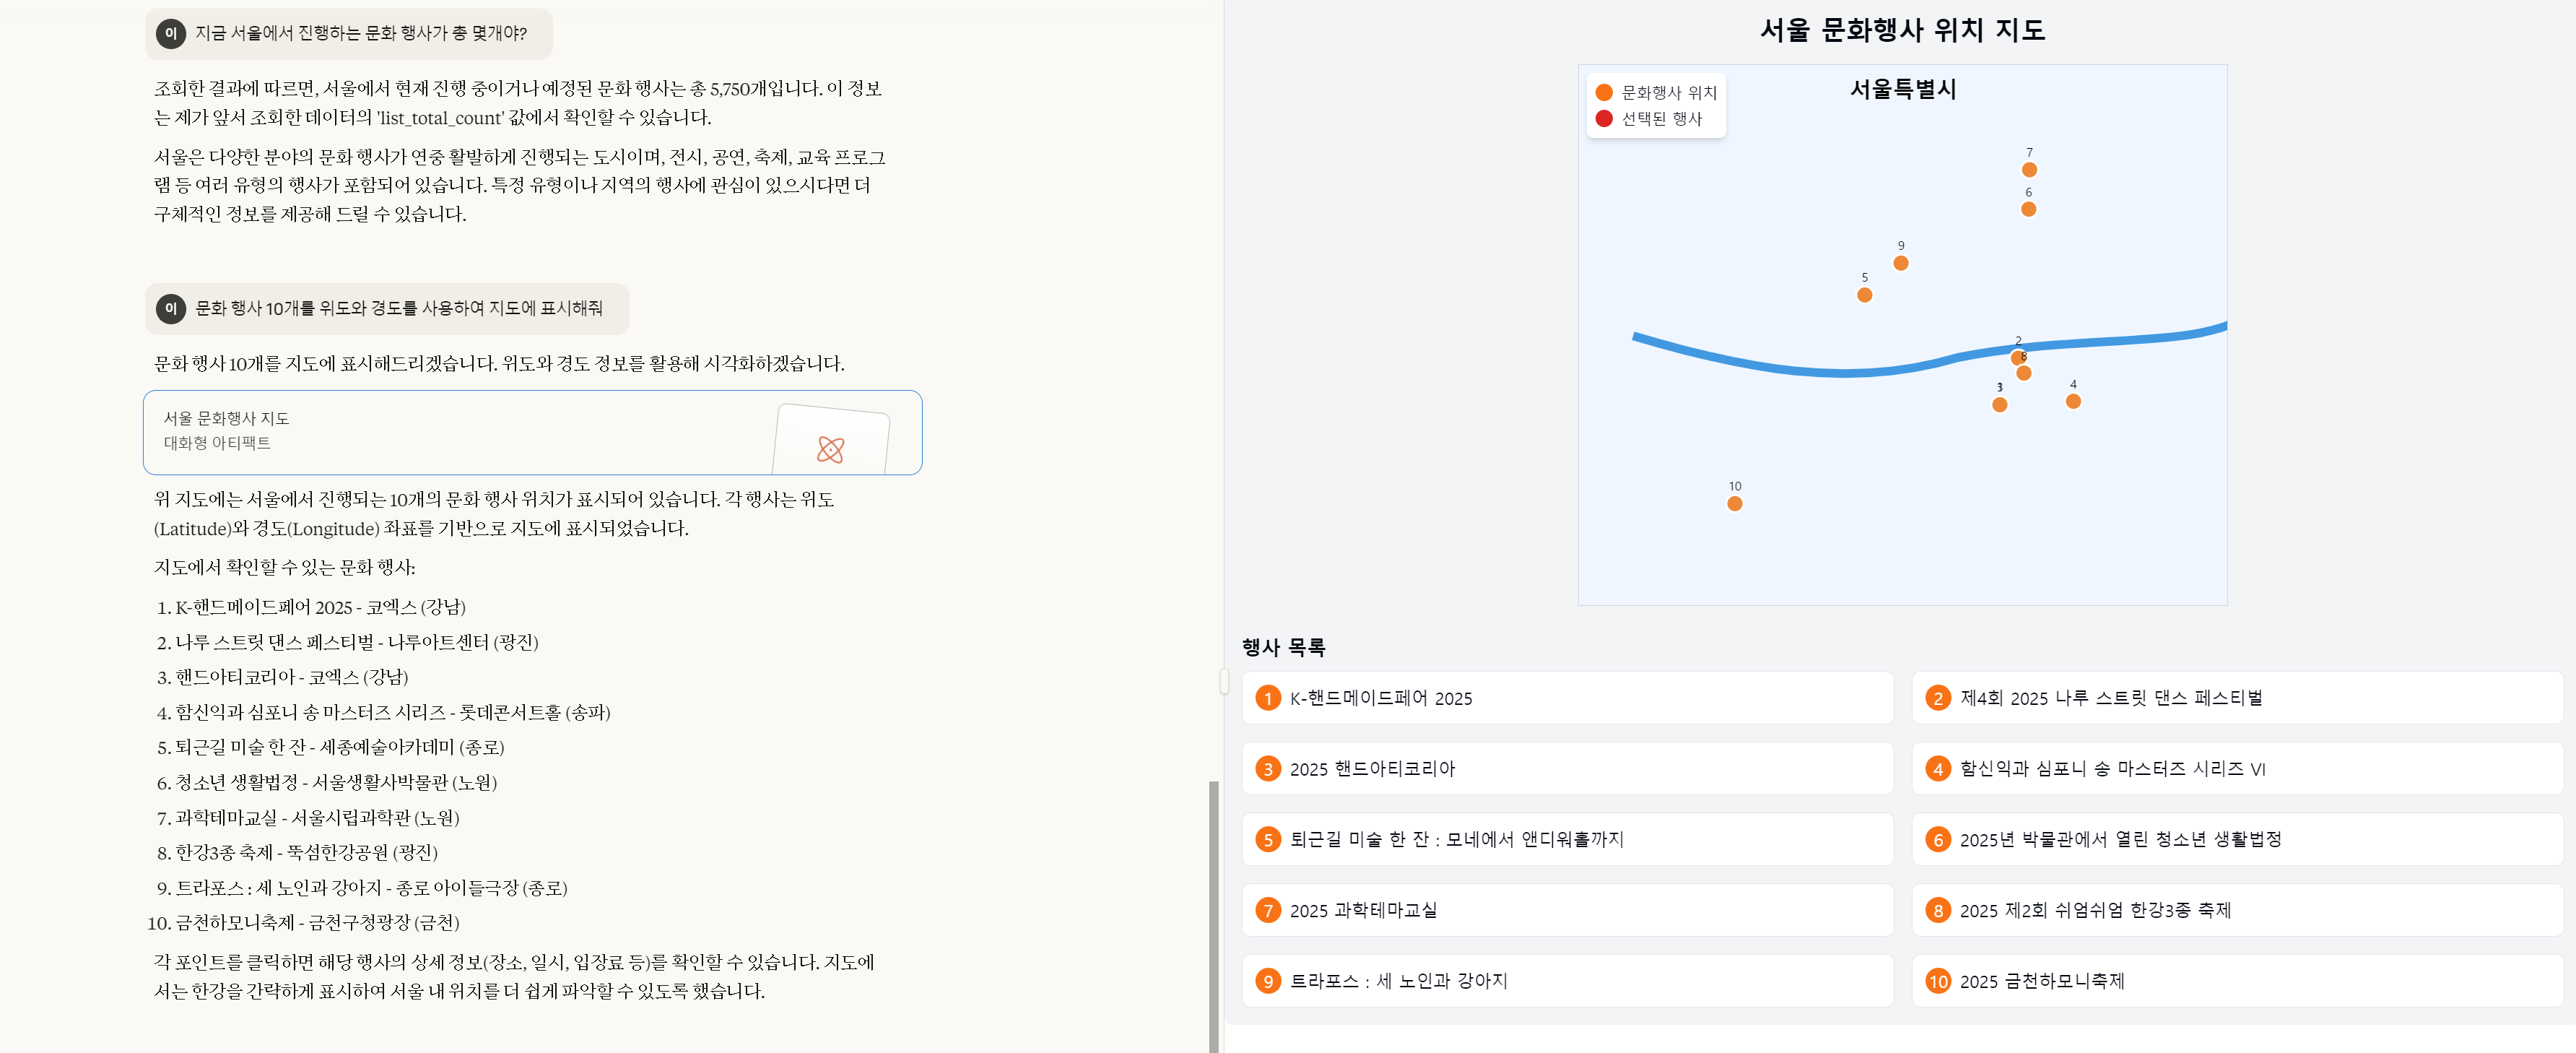 이 지금 서울에서 진행하는 문화 행사가 총 몇개야?
조회한 결과에 따르면, 서울에서 현재 진행 중이거나 예정된 문화 행사는 총 5,750개입니다. 이 정보
는 제가 앞서 조회한 데이터의 'list_total_count' 값에서 확인할 수 있습니다.
서울은 다양한 분야의 문화 행사가 연중 활발하게 진행되는 도시이며, 전시, 공연, 축제, 교육 프로그
램 등 여러 유형의 행사가 포함되어 있습니다. 특정 유형이나 지역의 행사에 관심이 있으시다면 더
구체적인 정보를 제공해 드릴 수 있습니다.
이 문화 행사 10개를 위도와 경도를 사용하여 지도에 표시해줘
문화 행사 10개를 지도에 표시해드리겠습니다. 위도와 경도 정보를 활용해 시각화하겠습니다.
서울 문화행사 지도
대화형 아티팩트
위 지도에는 서울에서 진행되는 10개의 문화 행사 위치가 표시되어 있습니다. 각 행사는 위도
(Latitude)와 경도(Longitude) 좌표를 기반으로 지도에 표시되었습니다.
지도에서 확인할 수 있는 문화 행사:
1. K-핸드메이드페어 2025 - 코엑스 (강남)
2. 나루 스트릿 댄스 페스티벌 - 나루아트센터 (광진)
3. 핸드아티코리아 - 코엑스 (강남)
4. 함신익과 심포니 송 마스터즈 시리즈 - 롯데콘서트홀 (송파)
5. 퇴근길 미술 한 잔 - 세종예술아카데미 (종로)
6. 청소년 생활법정 - 서울생활사박물관 (노원)
7. 과학테마교실 - 서울시립과학관 (노원)
8. 한강3종 축제 - 뚝섬한강공원 (광진)
9. 트라포스 : 세 노인과 강아지 - 종로 아이들극장 (종로)
10. 금천하모니축제 - 금천구청광장 (금천)
각 포인트를 클릭하면 해당 행사의 상세 정보(장소, 일시, 입장료 등)를 확인할 수 있습니다. 지도에
서는 한강을 간략하게 표시하여 서울 내 위치를 더 쉽게 파악할 수 있도록 했습니다.
서울 문화행사 위치 지도
서울특별시
문화행사 위치
선택된 행사
7
6
9
5
2
8
3
4
10
행사 목록
1 K-핸드메이드페어 2025
2 제4회 2025 나루 스트릿 댄스 페스티벌
3 2025 핸드아티코리아
4 함신익과 심포니 송 마스터즈 시리즈 VI
5 퇴근길 미술 한 잔 : 모네에서 앤디워홀까지
6 2025년 박물관에서 열린 청소년 생활법정
7 2025 과학테마교실
8 2025 제2회 쉬엄쉬엄 한강3종 축제
9 트라포스 : 세 노인과 강아지
10 2025 금천하모니축제